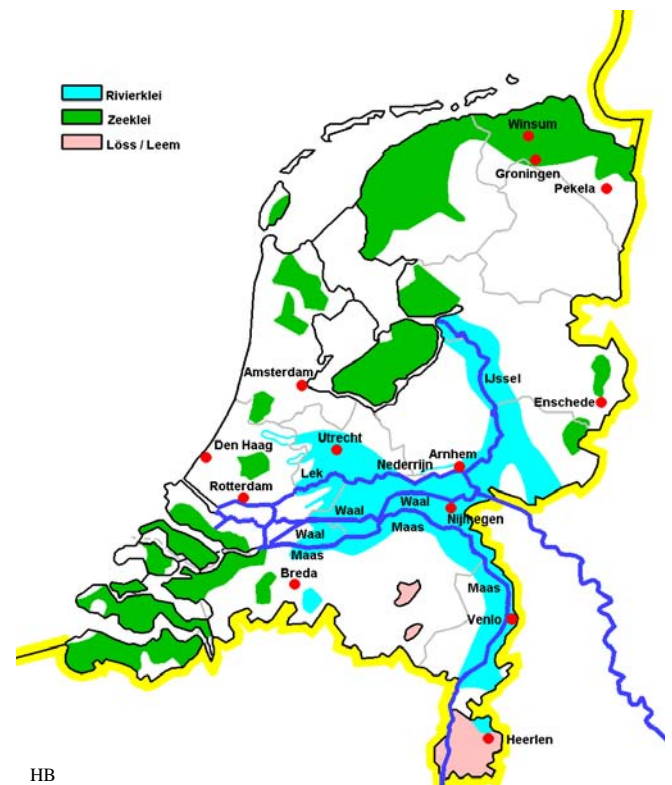 Rivierklei
Zeeklei
Löss / Leem
Winsum
Groningen
Pekela
IJssel
Amsterdam
Enschede
Utrecht
Den Haag
Arnhem
Nederrijn
Lek
Rotterdam
Waal
Waal
Nijmegen
Waal
Maas
Maas
Breda
Maas
Venlo
Heerlen
HB